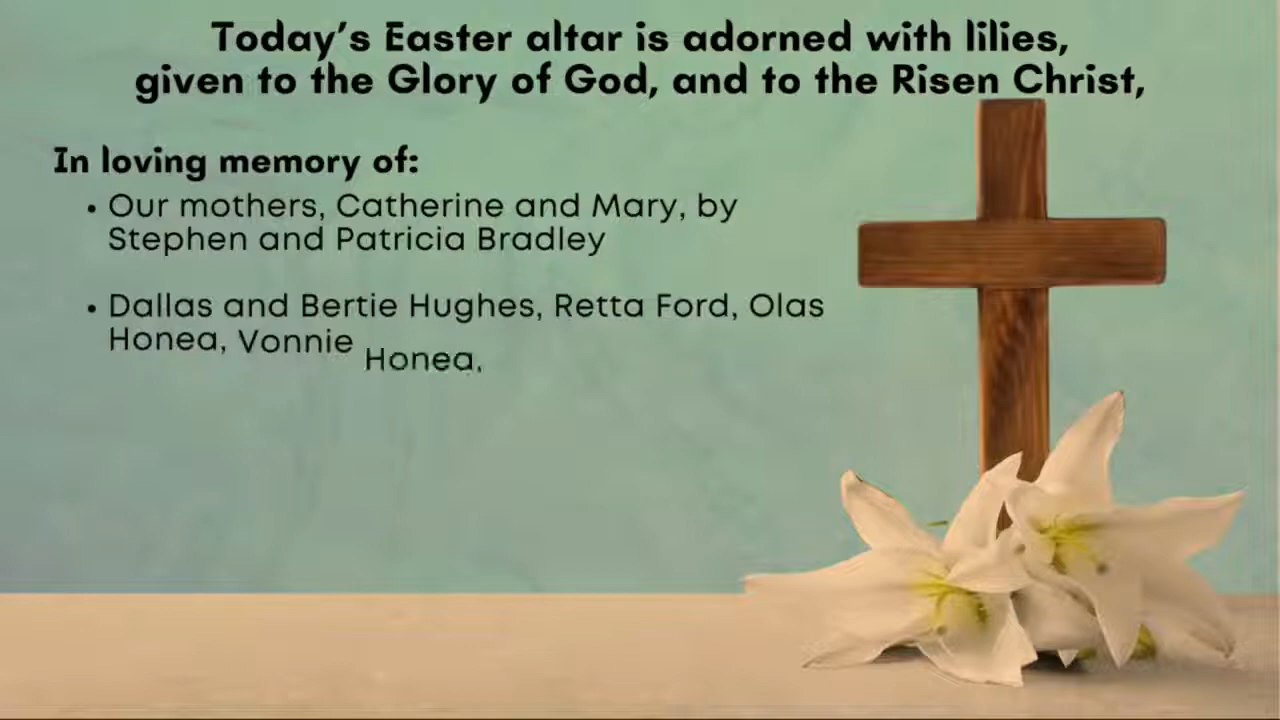 Today's Easter altar is adorned with lilies,
given to the Glory of God, and to the Risen Christ,
In loving memory of:
• Our mothers, Catherine and Mary, by
Stephen and Patricia Bradley
• Dallas and Bertie Hughes, Retta Ford, Olas
Honea, Vonnie Honea,